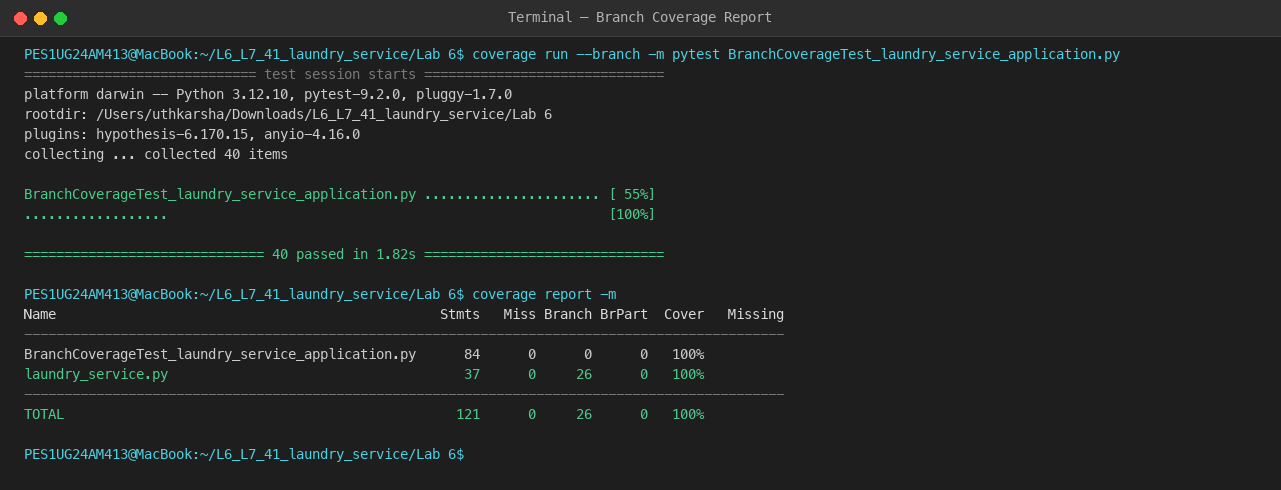 Terminal — Branch Coverage Report
PES1UG24AM413@MacBook:~/L6_L7_41_laundry_service/Lab 6$ coverage run --branch -m pytest BranchCoverageTest_laundry_service_application.py
============================= test session starts ==============================
platform darwin -- Python 3.12.10, pytest-9.2.0, pluggy-1.7.0
rootdir: /Users/uthkarsha/Downloads/L6_L7_41_laundry_service/Lab 6
plugins: hypothesis-6.170.15, anyio-4.16.0
collecting ... collected 40 items
BranchCoverageTest_laundry_service_application.py ...................... [ 55%]
.................. [100%]
============================== 40 passed in 1.82s ==============================
PES1UG24AM413@MacBook:~/L6_L7_41_laundry_service/Lab 6$ coverage report -m
Name Stmts Miss Branch BrPart Cover Missing
-----------------------------------------------------------------------------------------------
BranchCoverageTest_laundry_service_application.py 84 0 0 0 100%
laundry_service.py 37 0 26 0 100%
-----------------------------------------------------------------------------------------------
TOTAL 121 0 26 0 100%
PES1UG24AM413@MacBook:~/L6_L7_41_laundry_service/Lab 6$